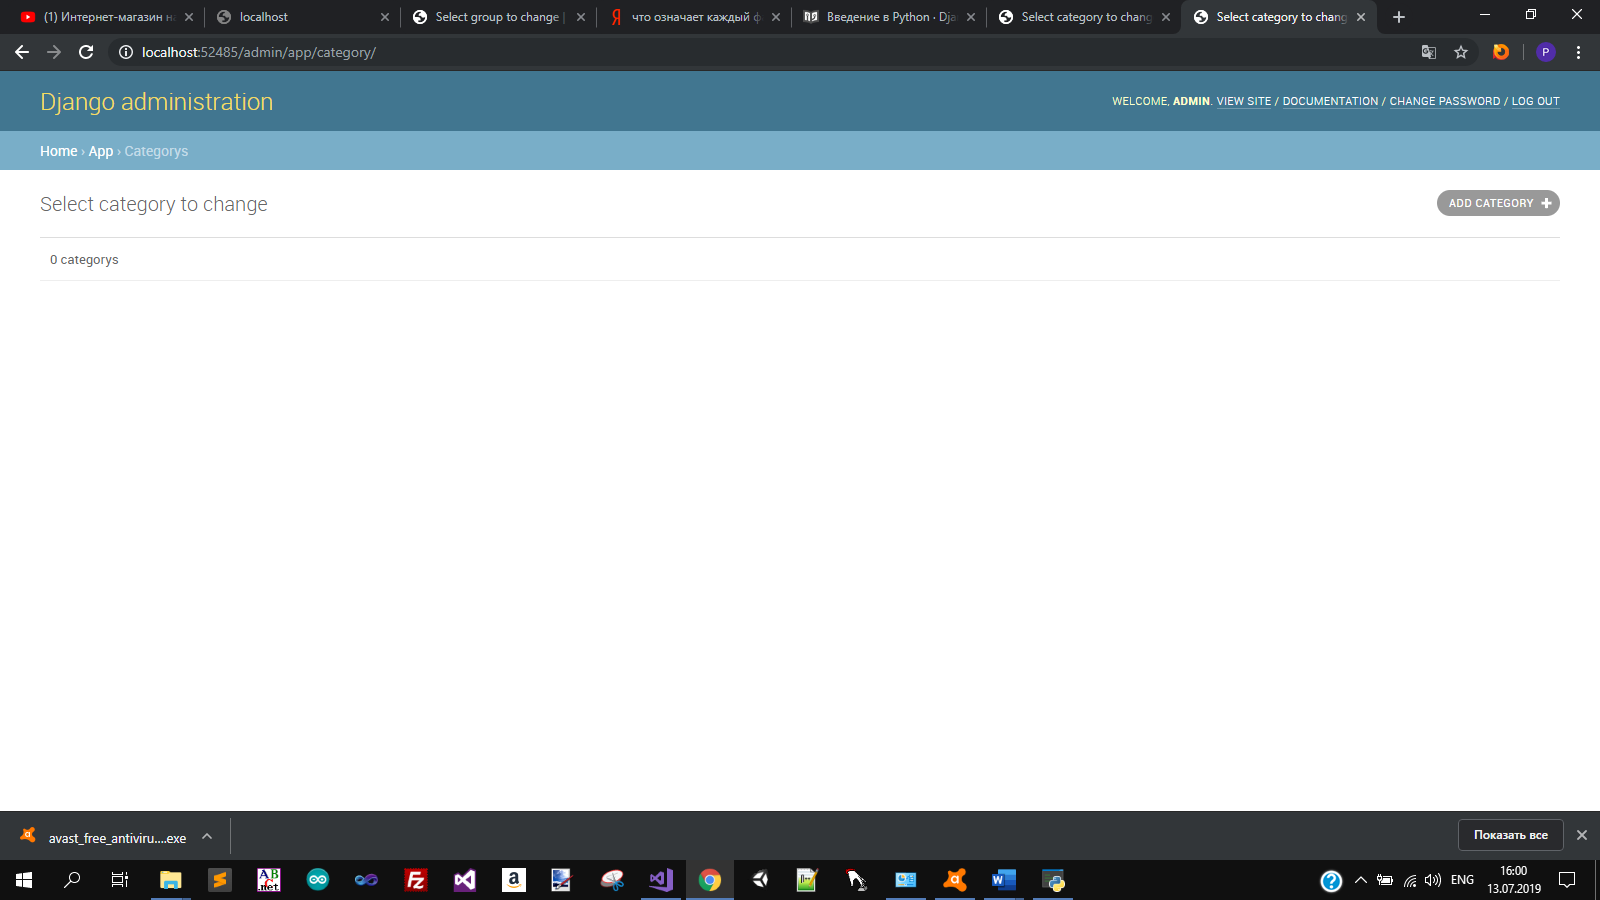 (1) Интернет-магазин н
localhost
Select group to change |
Я что означает каждый ф
Введение в Python · Dja
Select category to chang
Select category to chang
localhost:52485/admin/app/category/
P
Django administration
WELCOME, ADMIN. VIEW SITE / DOCUMENTATION / CHANGE PASSWORD / LOG OUT
Home › App › Categorys
Select category to change
ADD CATEGORY +
0 categorys
avast_free_antiviru....exe
Показать все
ABC
.net
Fz
a
W
?
ENG
16:00
13.07.2019